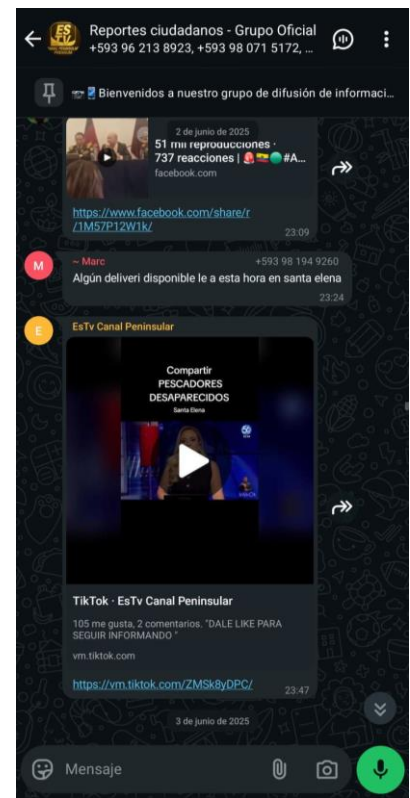 ES
TV
Reportes ciudadanos - Grupo Oficial
+593 96 213 8923, +593 98 071 5172, ...
Bienvenidos a nuestro grupo de difusión de informaci...
2 de junio de 2025
51 mil reproducciones ·
737 reacciones | #A...
facebook.com
https://www.facebook.com/share/r
/1M57P12W1k/
23:09
M
~ Marc
+593 98 194 9260
Algún deliveri disponible le a esta hora en santa elena
23:24
E
EsTv Canal Peninsular
Compartir
PESCADORES
DESAPARECIDOS
Santa Elena
TikTok · EsTv Canal Peninsular
105 me gusta, 2 comentarios. "DALE LIKE PARA
SEGUIR INFORMANDO "
vm.tiktok.com
https://vm.tiktok.com/ZMSk8yDPC/
23:47
3 de junio de 2025
Mensaje